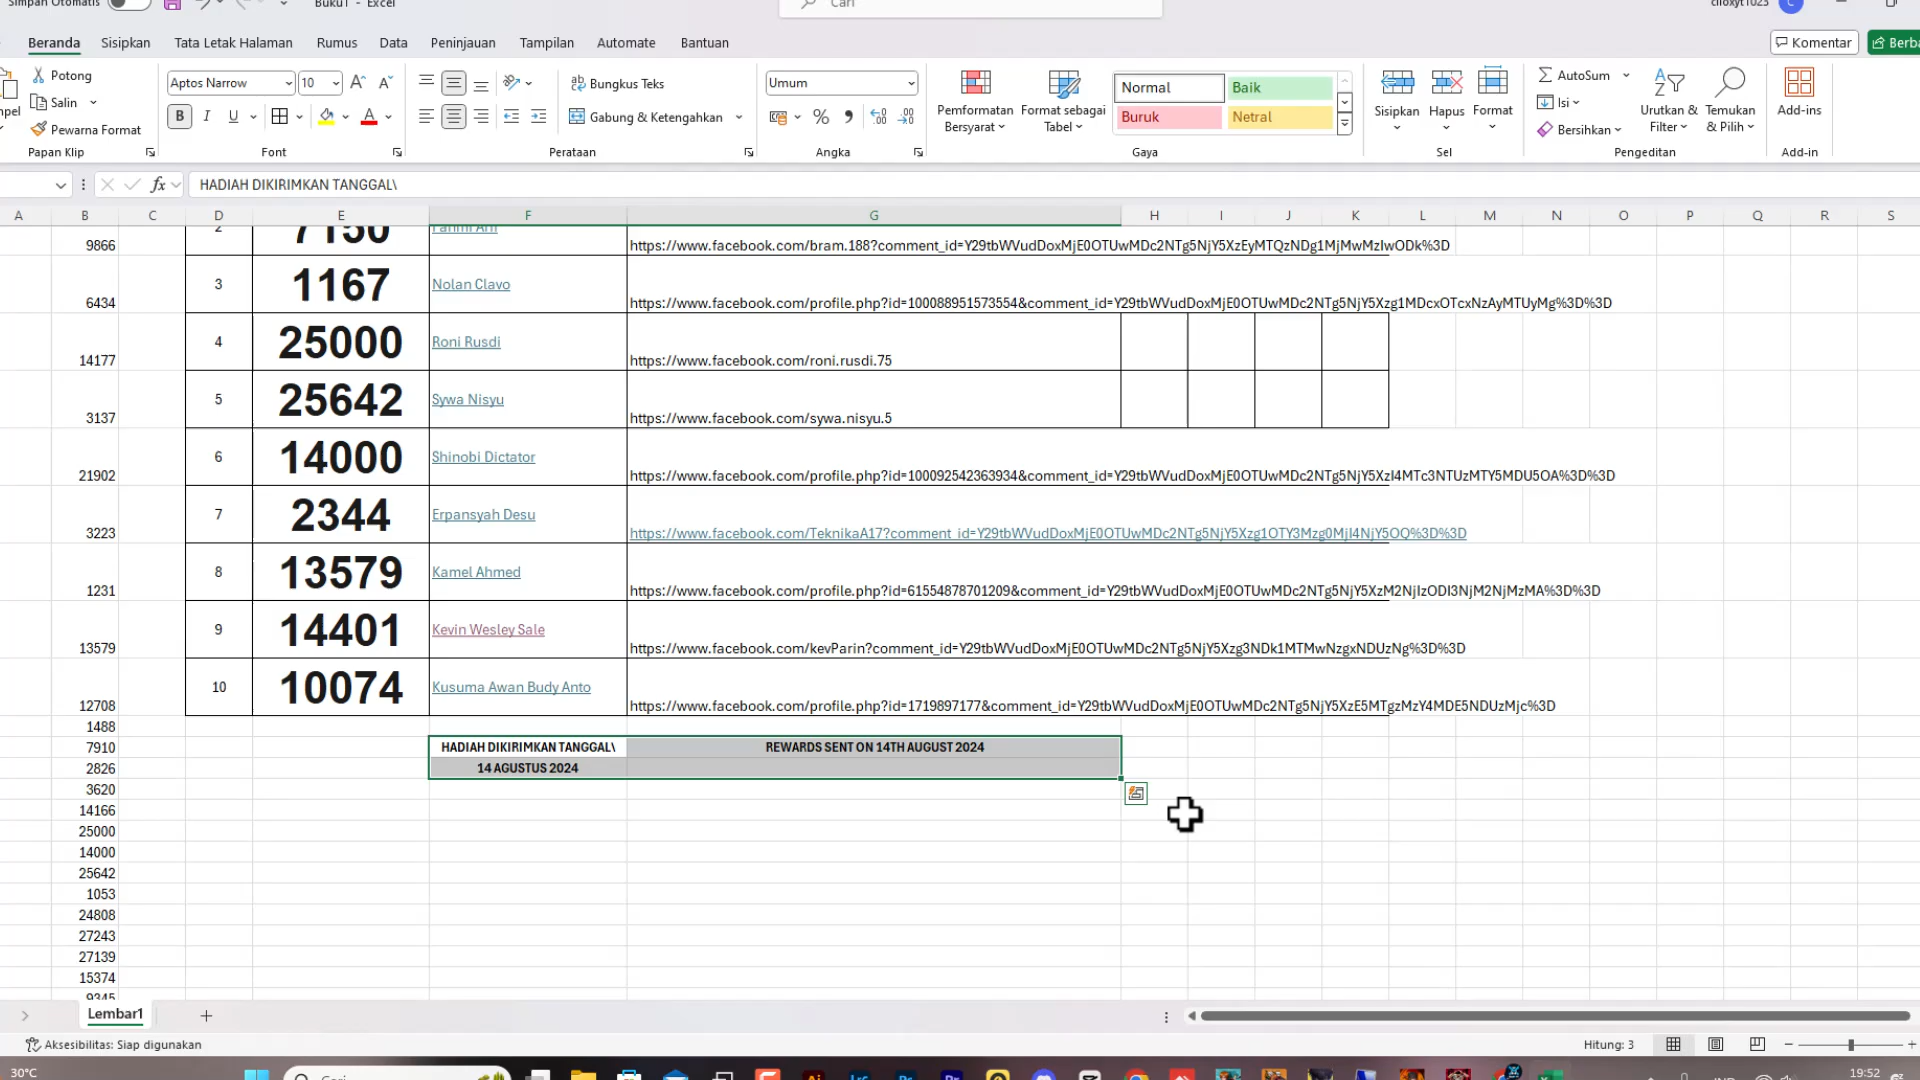 Simpan Otomatis Buku1 - Excel Cari
Beranda Sisipkan Tata Letak Halaman Rumus Data Peninjauan Tampilan Automate Bantuan Komentar
Potong
Salin
Pewarna Format
Papan Klip
Aptos Narrow 10
Font
Bungkus Teks
Gabung & Ketengahkan
Perataan
Umum
Angka
Pemformatan Bersyarat
Format sebagai Tabel
Normal Baik
Buruk Netral
Gaya
Sisipkan Hapus Format
Sel
AutoSum
Isi
Bersihkan
Urutkan & Filter
Temukan & Pilih
Pengeditan
Add-ins
Add-in
fx HADIAH DIKIRIMKAN TANGGAL\
A B C D E F G H I J K L M N O P Q R S
9866 2 7150 Fahmi Arif https://www.facebook.com/bram.188?comment_id=Y29tbWVudDoxMjE0OTUwMDc2NTg5NjY5XzEyMTQzNDg1MjMwMzIwODk%3D
6434 3 1167 Nolan Clavo https://www.facebook.com/profile.php?id=100088951573554&comment_id=Y29tbWVudDoxMjE0OTUwMDc2NTg5NjY5Xzg1MDcxOTcxNzAyMTUyMg%3D%3D
14177 4 25000 Roni Rusdi https://www.facebook.com/roni.rusdi.75
3137 5 25642 Sywa Nisyu https://www.facebook.com/sywa.nisyu.5
21902 6 14000 Shinobi Dictator https://www.facebook.com/profile.php?id=100092542363934&comment_id=Y29tbWVudDoxMjE0OTUwMDc2NTg5NjY5XzI4MTc3NTUzMTY5MDU5OA%3D%3D
3223 7 2344 Erpansyah Desu https://www.facebook.com/TeknikaA17?comment_id=Y29tbWVudDoxMjE0OTUwMDc2NTg5NjY5Xzg1OTY3Mzg0MjI4NjY5OQ%3D%3D
1231 8 13579 Kamel Ahmed https://www.facebook.com/profile.php?id=61554878701209&comment_id=Y29tbWVudDoxMjE0OTUwMDc2NTg5NjY5XzM2NjIzODI3NjM2NjMzMA%3D%3D
13579 9 14401 Kevin Wesley Sale https://www.facebook.com/kevParin?comment_id=Y29tbWVudDoxMjE0OTUwMDc2NTg5NjY5Xzg3NDk1MTMwNzgxNDUzNg%3D%3D
12708 10 10074 Kusuma Awan Budy Anto https://www.facebook.com/profile.php?id=1719897177&comment_id=Y29tbWVudDoxMjE0OTUwMDc2NTg5NjY5XzE5MTgzMzY4MDE5NDUzMjc%3D
1488
7910 HADIAH DIKIRIMKAN TANGGAL\ REWARDS SENT ON 14TH AUGUST 2024
2826 14 AGUSTUS 2024
3620
14166
25000
14000
25642
1053
24808
27243
27139
15374
9345
Lembar1
Aksesibilitas: Siap digunakan Hitung: 3
30°C Cari 19:52